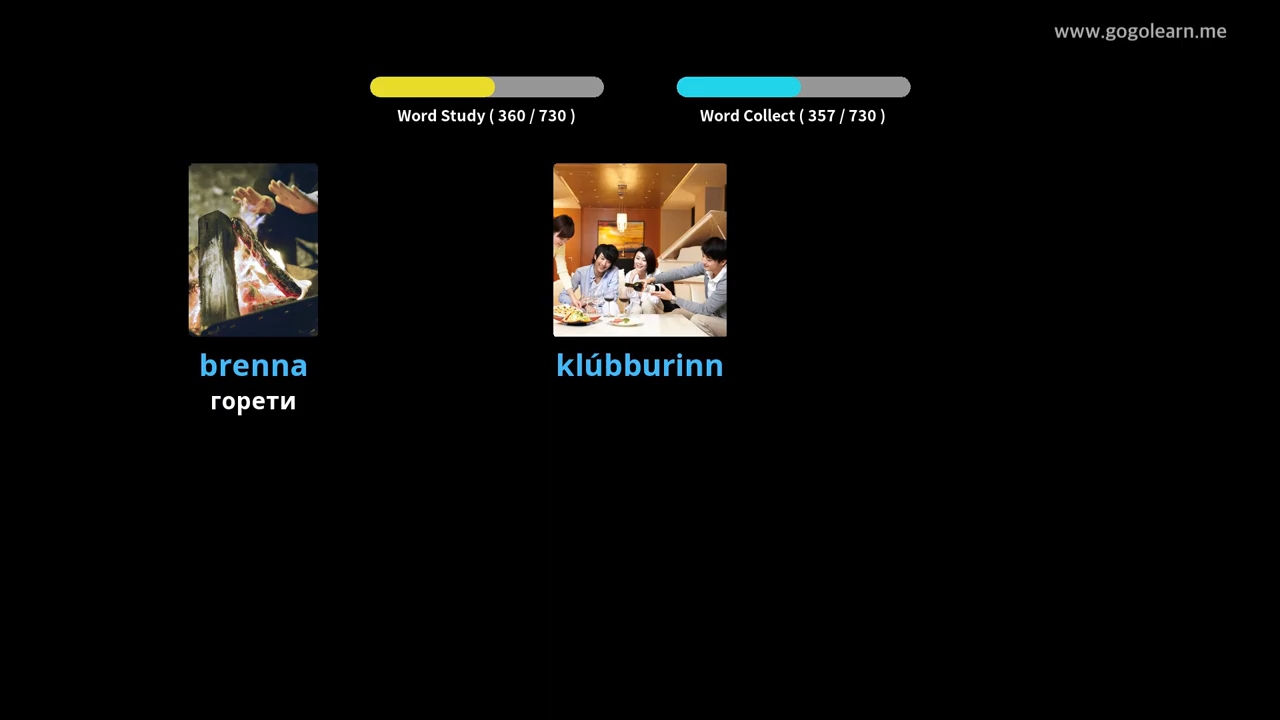 www.gogolearn.me
Word Study ( 360 / 730 )
Word Collect ( 357 / 730 )
brenna
горети
klúbburinn